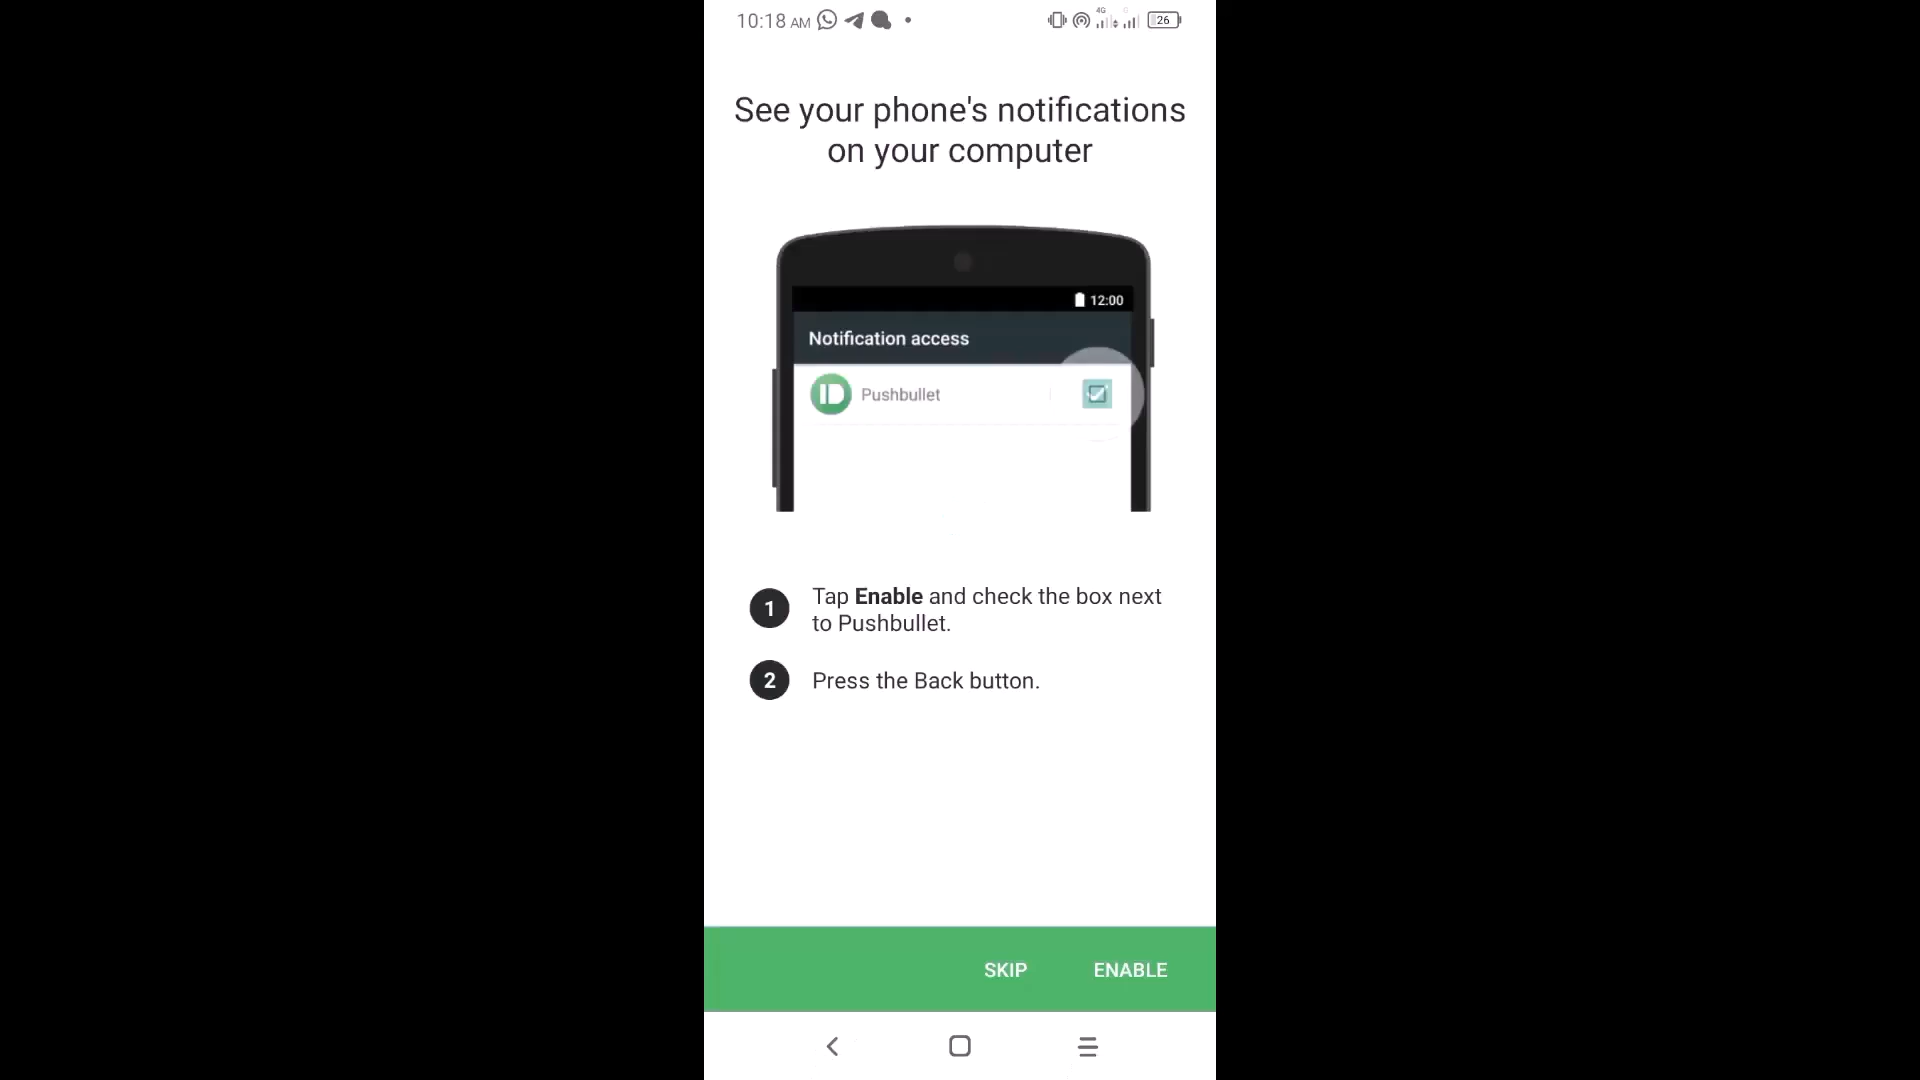 10:18 AM
4G
26
See your phone's notifications
on your computer
12:00
Notification access
Pushbullet
1 Tap Enable and check the box next
to Pushbullet.
2 Press the Back button.
SKIP ENABLE